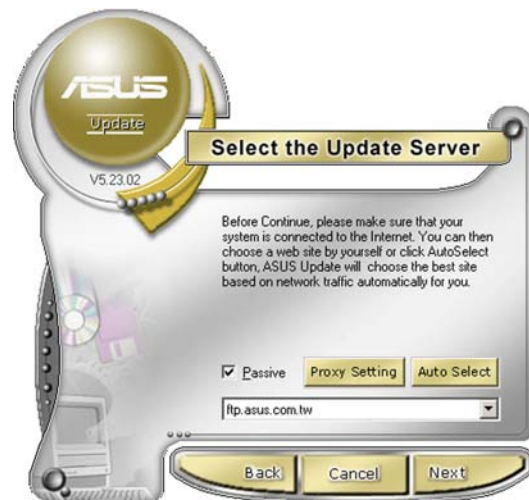 ASUS
Update
V5.23.02
Select the Update Server
Before Continue, please make sure that your
system is connected to the Internet. You can then
choose a web site by yourself or click AutoSelect
button, ASUS Update will choose the best site
based on network traffic automatically for you.
Passive
Proxy Setting
Auto Select
ftp.asus.com.tw
Back
Cancel
Next